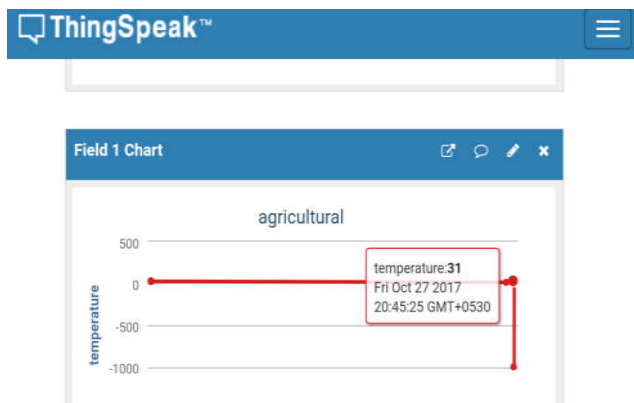 ThingSpeak™
Field 1 Chart
agricultural
500
0
-500
-1000
temperature
temperature:31
Fri Oct 27 2017
20:45:25 GMT+0530